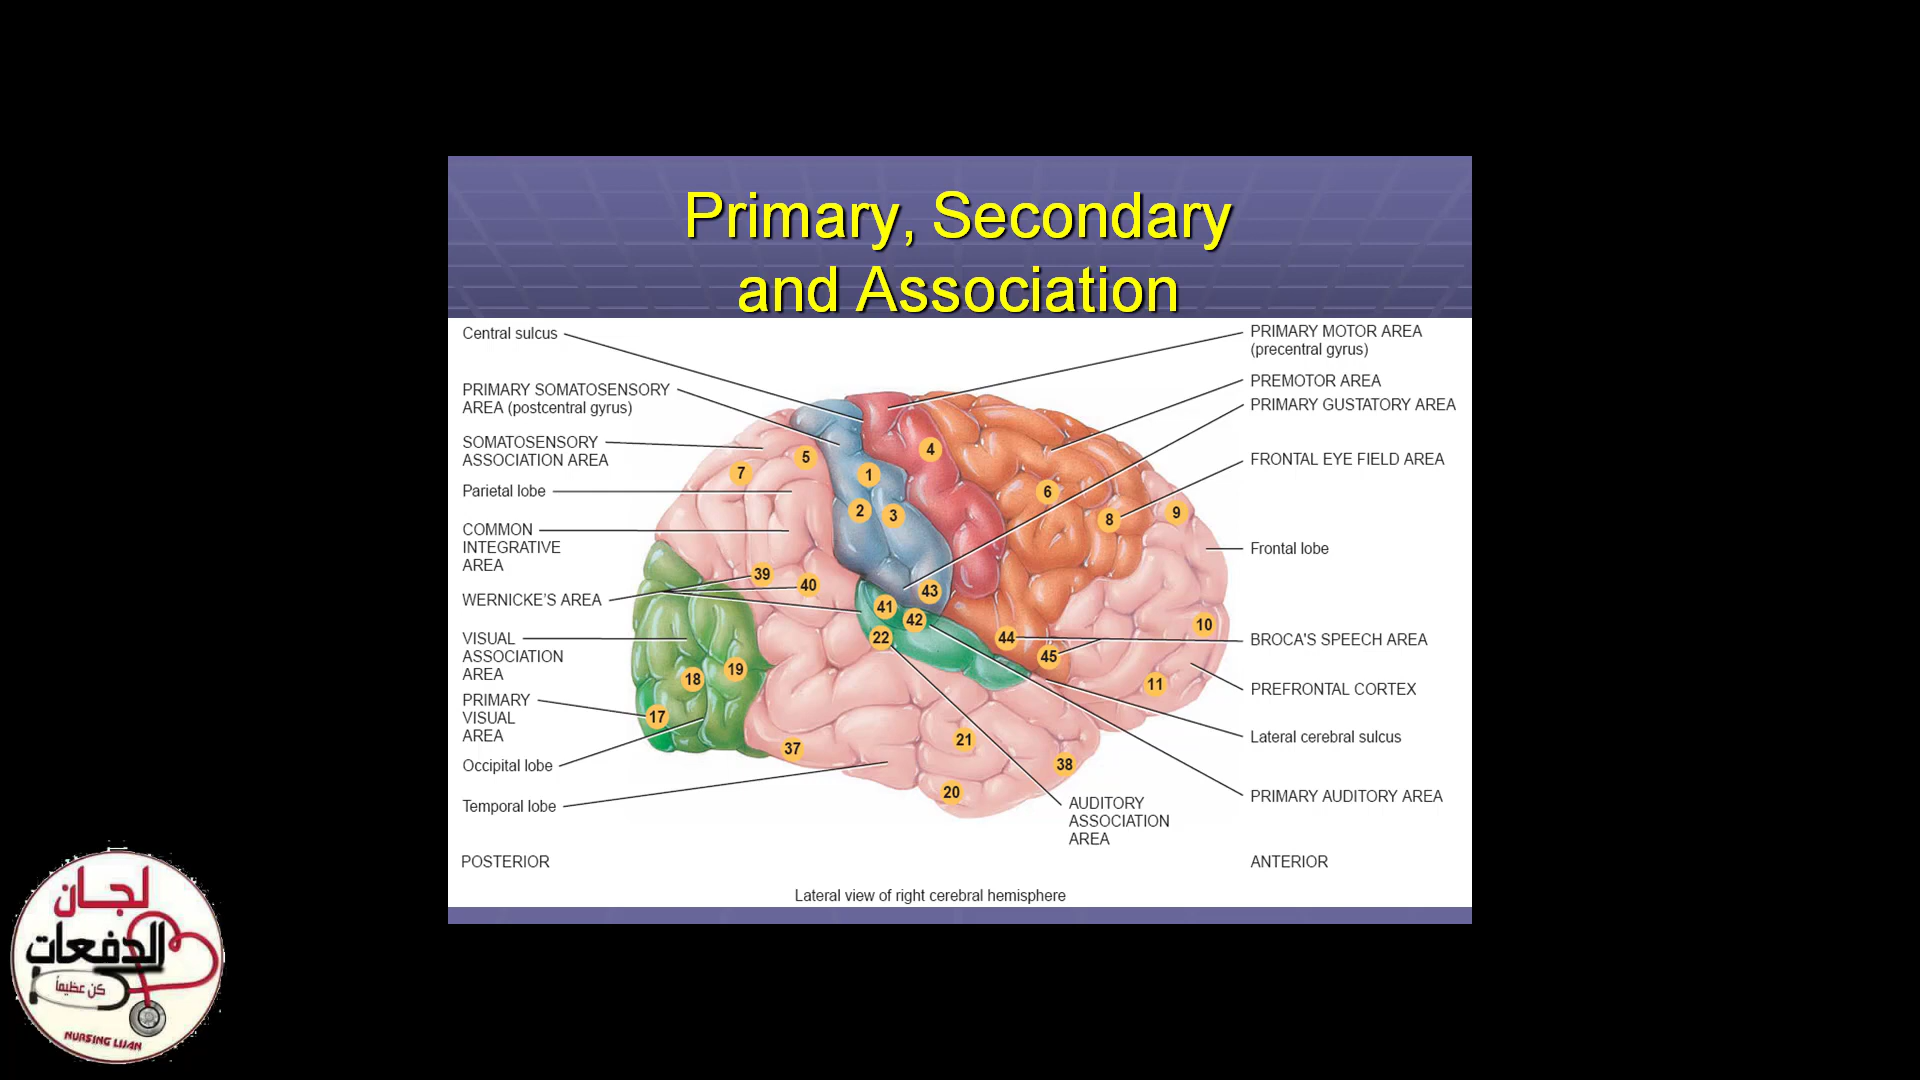 Primary, Secondary
and Association
Central sulcus
PRIMARY SOMATOSENSORY
AREA (postcentral gyrus)
SOMATOSENSORY
ASSOCIATION AREA
Parietal lobe
COMMON
INTEGRATIVE
AREA
WERNICKE'S AREA
VISUAL
ASSOCIATION
AREA
PRIMARY
VISUAL
AREA
Occipital lobe
Temporal lobe
POSTERIOR
7
5
1
4
2
3
6
8
9
39
40
41
43
42
22
44
45
10
11
18
19
17
37
21
38
20
PRIMARY MOTOR AREA
(precentral gyrus)
PREMOTOR AREA
PRIMARY GUSTATORY AREA
FRONTAL EYE FIELD AREA
Frontal lobe
BROCA'S SPEECH AREA
PREFRONTAL CORTEX
Lateral cerebral sulcus
PRIMARY AUDITORY AREA
AUDITORY
ASSOCIATION
AREA
ANTERIOR
Lateral view of right cerebral hemisphere
لجان
الدفعات
كن عظيماً
NURSING LIJAN